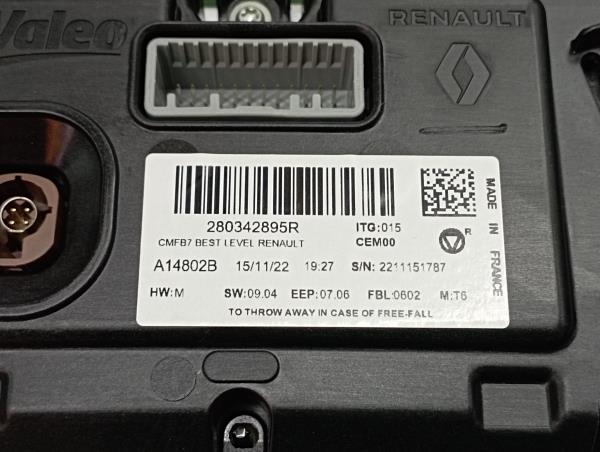 Valeo
RENAULT
280342895R
ITG:015
CMFB7 BEST LEVEL RENAULT
CEM00
R
A14802B 15/11/22 19:27 S/N: 2211151787
HW:M SW:09.04 EEP:07.06 FBL:0602 M:T6
TO THROW AWAY IN CASE OF FREE-FALL
MADE IN FRANCE